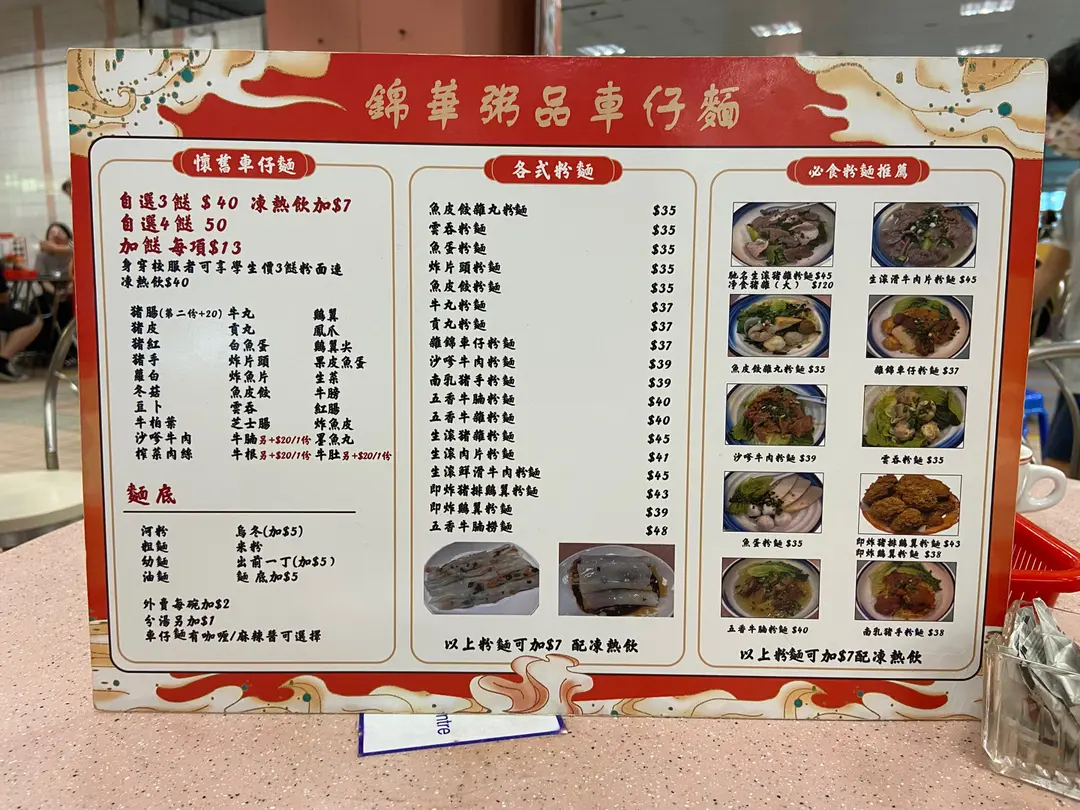 錦華粥品車仔麵
懷舊車仔麵
自選3餸 $40 凍熱飲加$7
自選4餸 50
加餸 每項$13
身穿校服者可享學生價3餸粉面連
凍熱飲$40
豬腸(第二份+20) 牛丸 鷄翼
豬皮 貢丸 鳳爪
豬紅 白魚蛋 鷄翼尖
豬手 炸片頭 果皮魚蛋
蘿白 炸魚片 生菜
冬菇 魚皮餃 牛膀
豆卜 雲吞 紅腸
牛柏葉 芝士腸 炸魚皮
沙嗲牛肉 牛腩另+$20/1份 墨魚丸
榨菜肉絲 牛根另+$20/1份 牛肚另+$20/1份
麵底
河粉 烏冬(加$5)
粗麵 米粉
幼麵 出前一丁(加$5)
油麵 麵底加$5
外賣每碗加$2
分湯另加$1
車仔麵有咖喱/麻辣醬可選擇
各式粉麵
魚皮餃雜丸粉麵 $35
雲吞粉麵 $35
魚蛋粉麵 $35
炸片頭粉麵 $35
魚皮餃粉麵 $35
牛丸粉麵 $37
貢丸粉麵 $37
雜錦車仔粉麵 $37
沙嗲牛肉粉麵 $39
南乳豬手粉麵 $39
五香牛腩粉麵 $40
五香牛雜粉麵 $40
生滾豬雜粉麵 $45
生滾肉片粉麵 $41
生滾鮮滑牛肉粉麵 $45
即炸豬排鷄翼粉麵 $43
即炸鷄翼粉麵 $39
五香牛腩撈麵 $48
以上粉麵可加$7 配凍熱飲
必食粉麵推薦
馳名生滾豬雜粉麵$45
淨食豬雜(大) $120
生滾滑牛肉片粉麵 $45
魚皮餃雜丸粉麵 $35
雜錦車仔粉麵 $37
沙嗲牛肉粉麵 $39
雲吞粉麵 $35
魚蛋粉麵 $35
即炸豬排鷄翼粉麵 $43
即炸鷄翼粉麵 $38
五香牛腩粉麵 $40
南乳豬手粉麵 $38
以上粉麵可加$7配凍熱飲
ntre